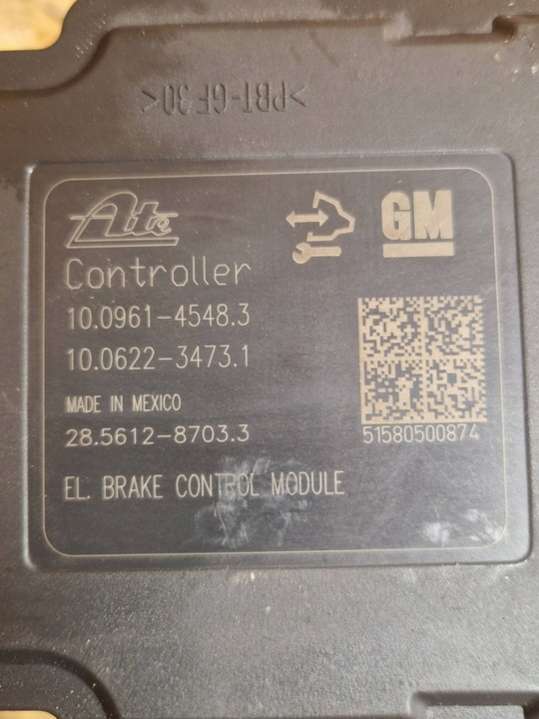 >PBT-GF30<
Ate
GM
Controller
10.0961-4548.3
10.0622-3473.1
MADE IN MEXICO
28.5612-8703.3
51580500874
EL. BRAKE CONTROL MODULE